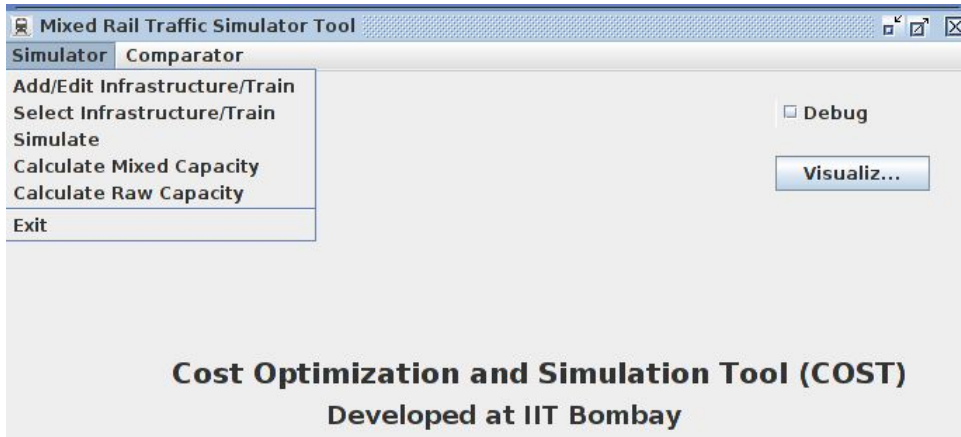 Mixed Rail Traffic Simulator Tool
Simulator Comparator
Add/Edit Infrastructure/Train
Select Infrastructure/Train
Simulate
Calculate Mixed Capacity
Calculate Raw Capacity
Exit
Debug
Visualiz...
Cost Optimization and Simulation Tool (COST)
Developed at IIT Bombay